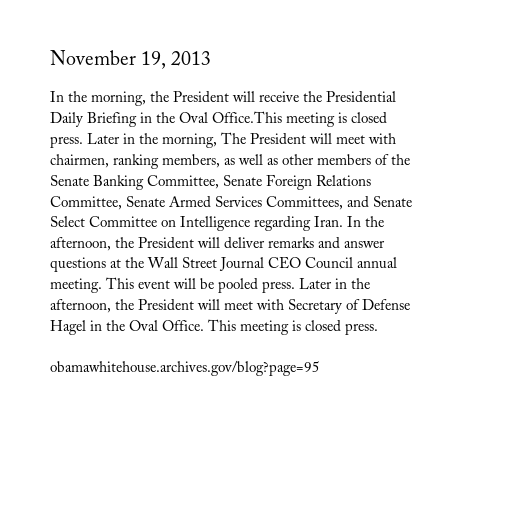 November 19, 2013
In the morning, the President will receive the Presidential
Daily Briefing in the Oval Office.This meeting is closed
press. Later in the morning, The President will meet with
chairmen, ranking members, as well as other members of the
Senate Banking Committee, Senate Foreign Relations
Committee, Senate Armed Services Committees, and Senate
Select Committee on Intelligence regarding Iran. In the
afternoon, the President will deliver remarks and answer
questions at the Wall Street Journal CEO Council annual
meeting. This event will be pooled press. Later in the
afternoon, the President will meet with Secretary of Defense
Hagel in the Oval Office. This meeting is closed press.
obamawhitehouse.archives.gov/blog?page=95